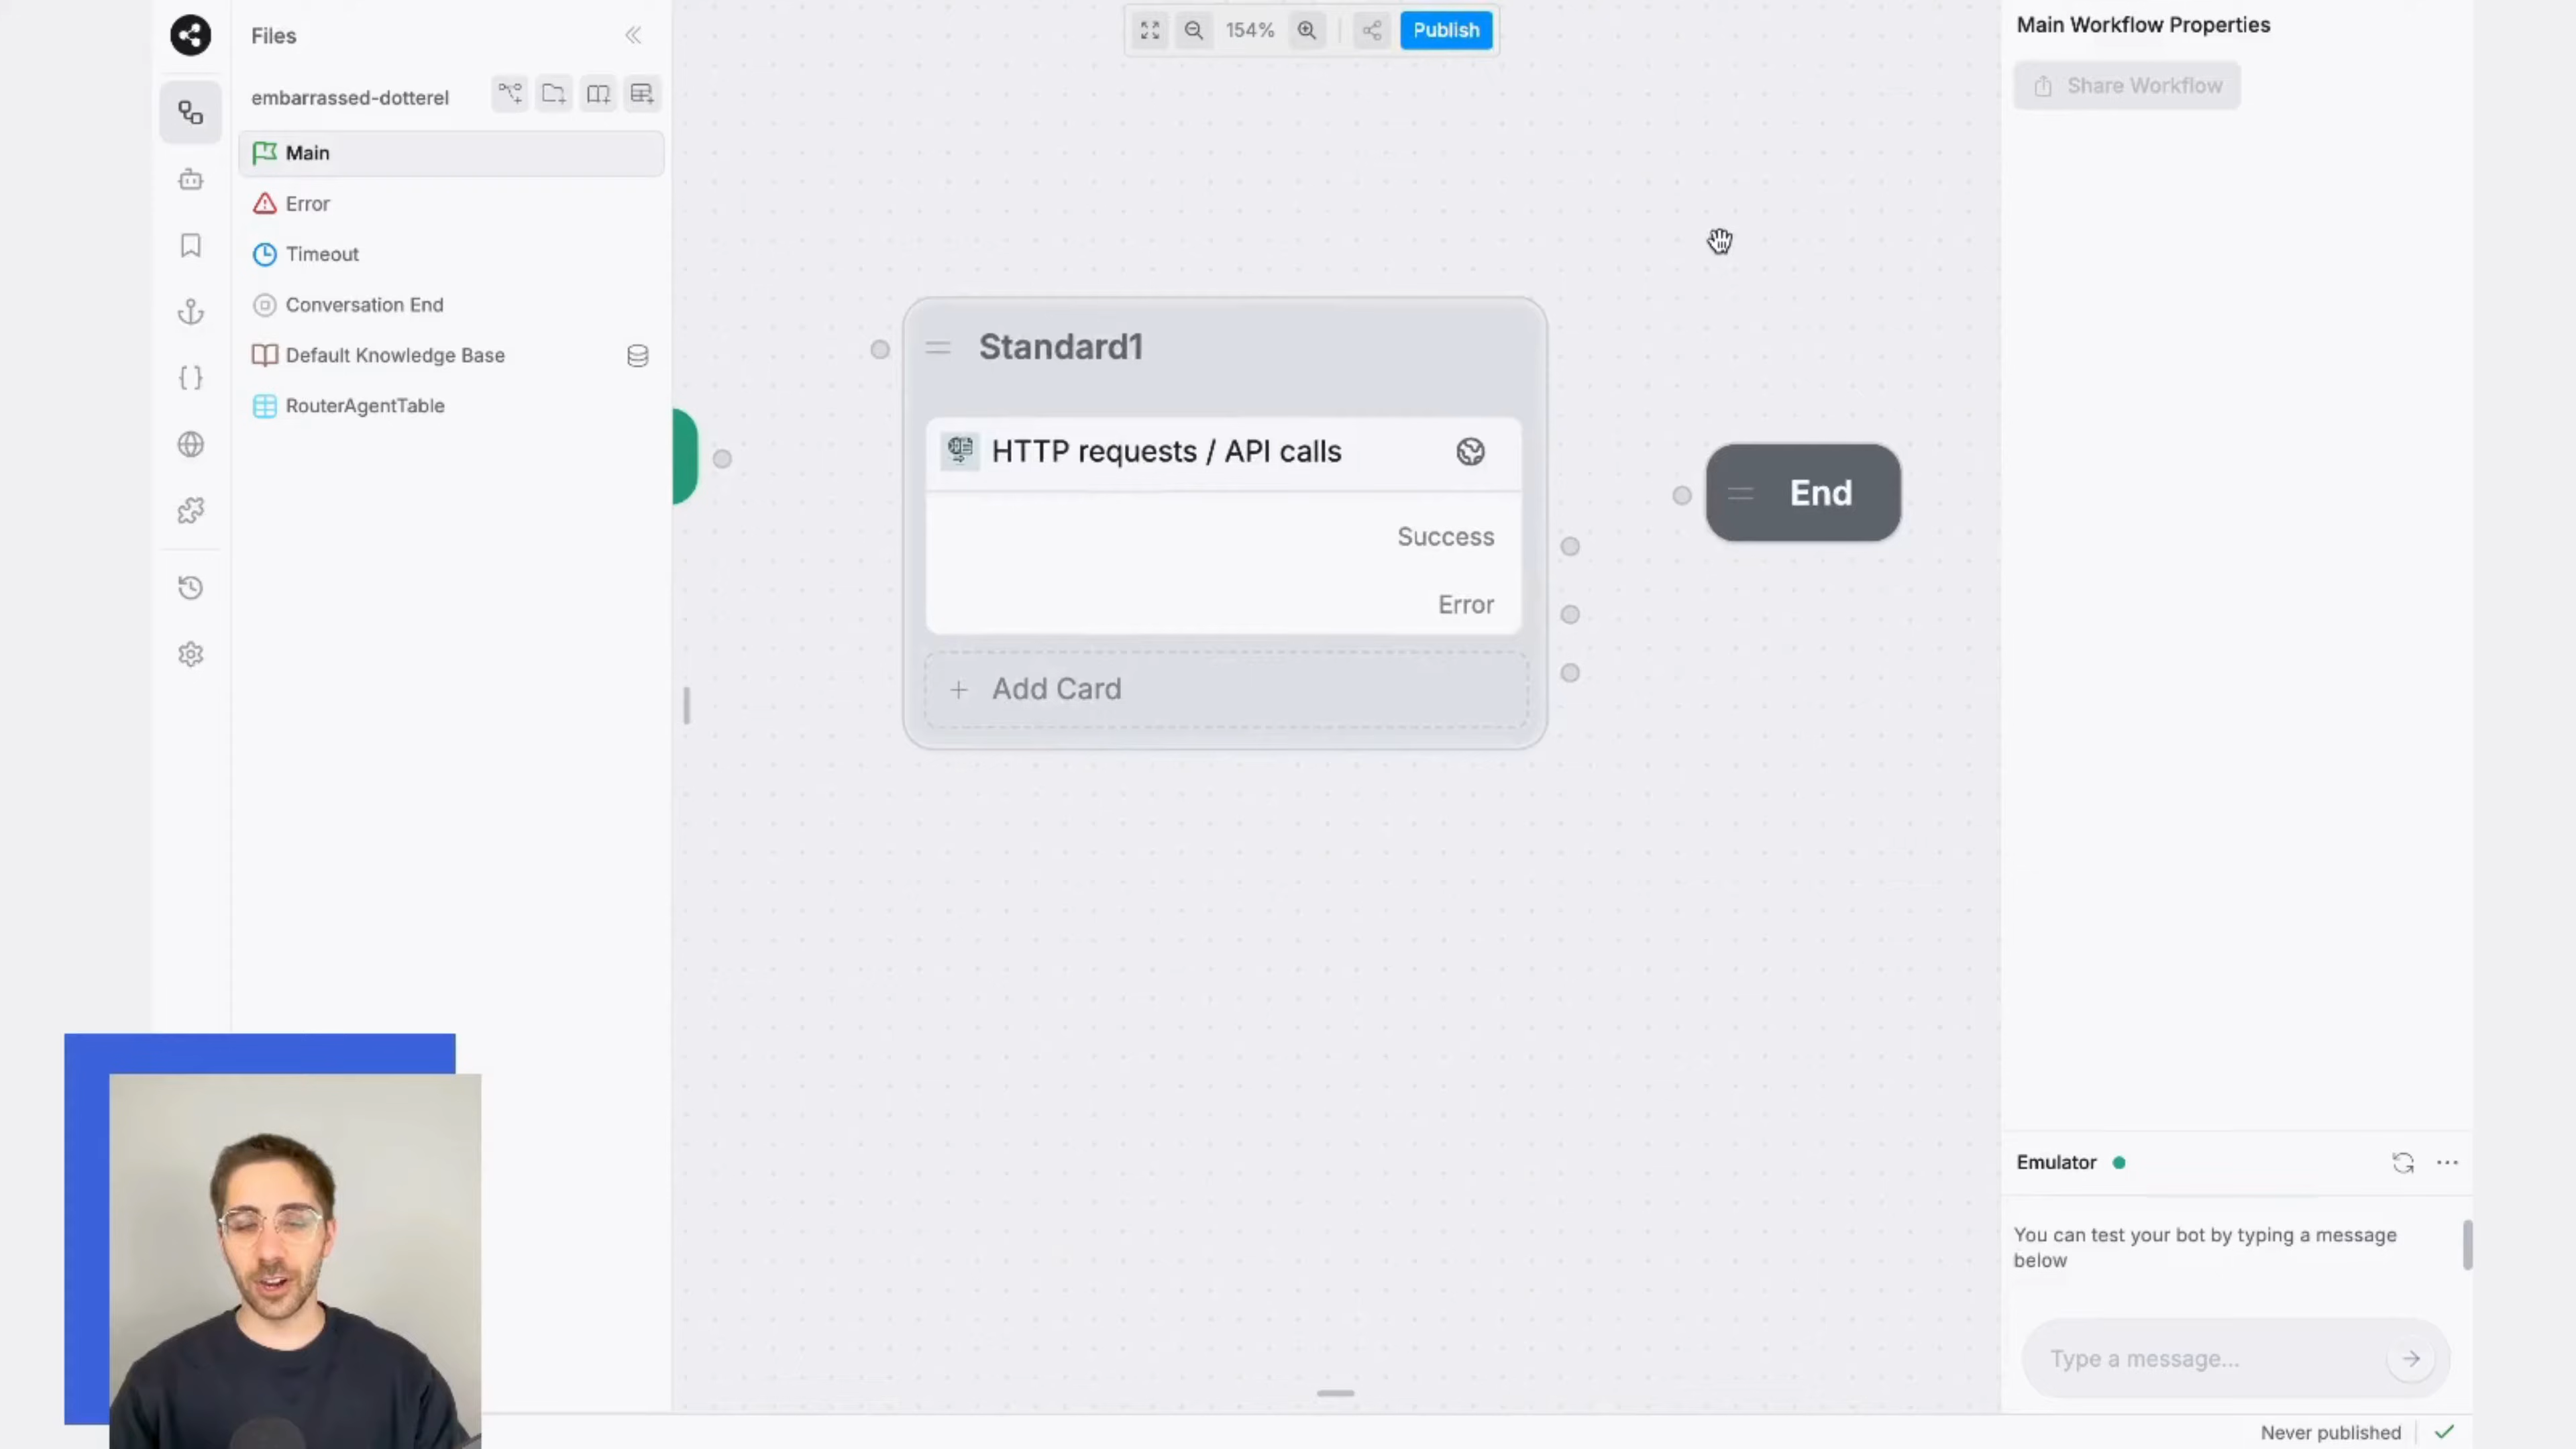 Files
embarrassed-dotterel
Main
Error
Timeout
Conversation End
Default Knowledge Base
RouterAgentTable
154%
Publish
Standard1
HTTP requests / API calls
Success
Error
+ Add Card
End
Main Workflow Properties
Share Workflow
Emulator
You can test your bot by typing a message
below
Type a message...
Never published